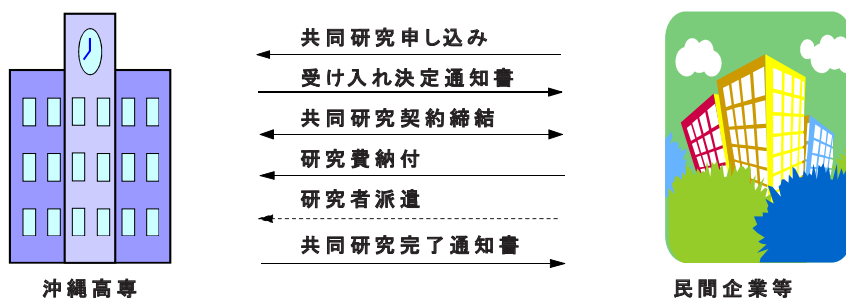 共同研究申し込み
受け入れ決定通知書
共同研究契約締結
研究費納付
研究者派遣
共同研究完了通知書
沖縄高専
民間企業等